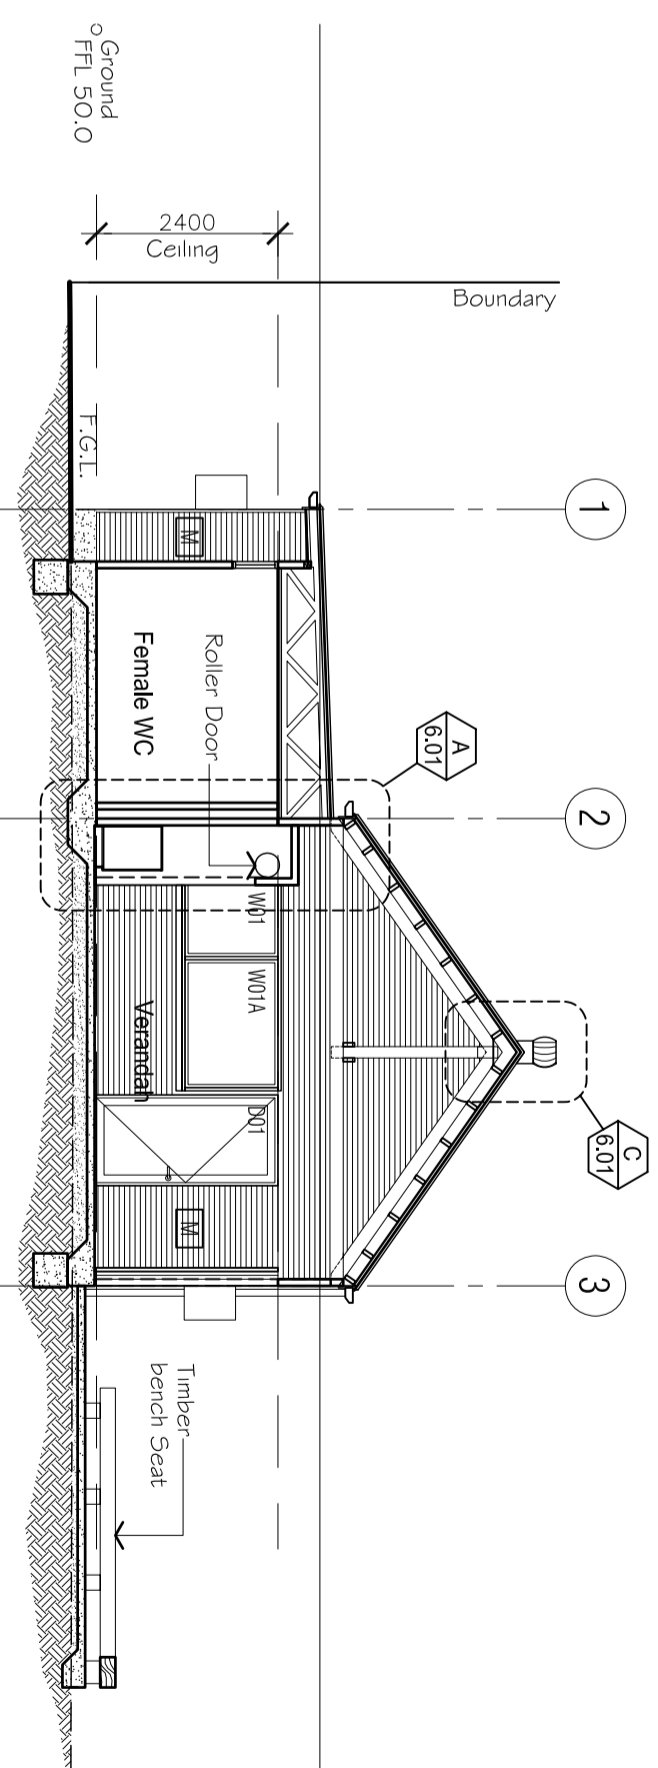 Ground
FFL 50.0
2400
Ceiling
Boundary
F.G.L.
1
M
Female WC
Roller Door
A
6.01
2
W01
W01A
Verandah
D01
M
C
6.01
3
Timber
bench Seat